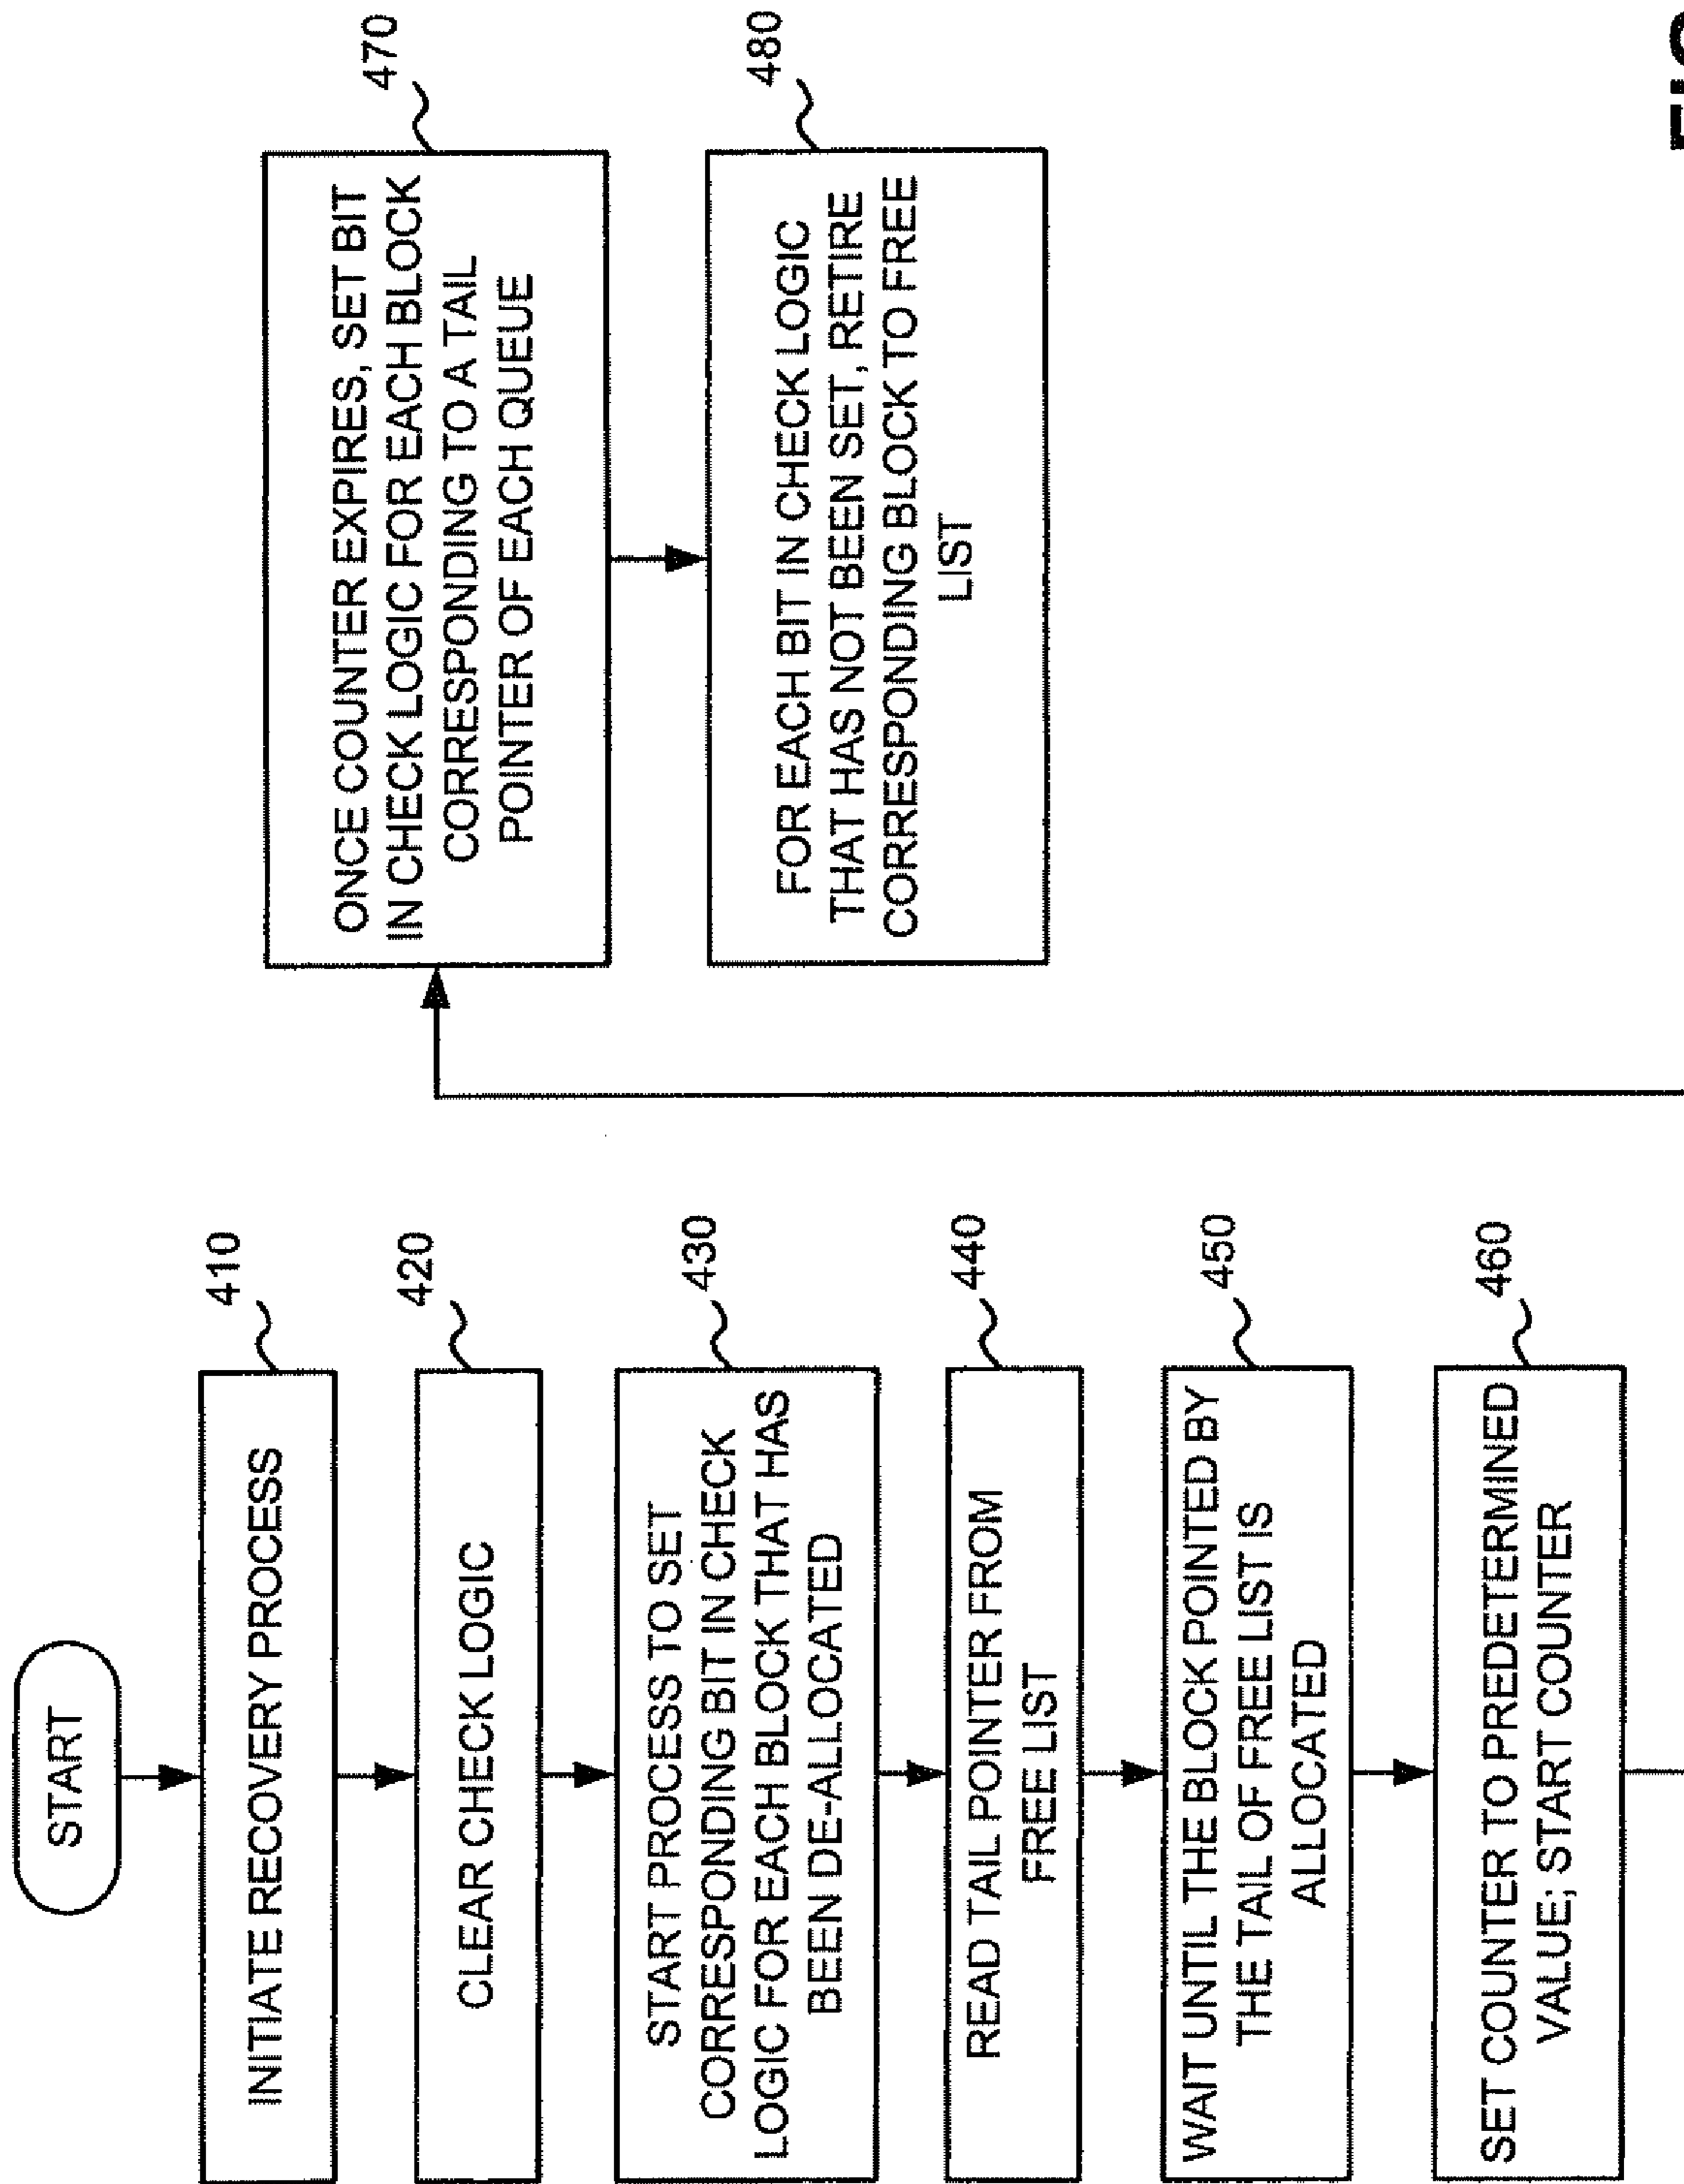 START
INITIATE RECOVERY PROCESS
410
CLEAR CHECK LOGIC
420
START PROCESS TO SET
CORRESPONDING BIT IN CHECK
LOGIC FOR EACH BLOCK THAT HAS
BEEN DE-ALLOCATED
430
READ TAIL POINTER FROM
FREE LIST
440
WAIT UNTIL THE BLOCK POINTED BY
THE TAIL OF FREE LIST IS
ALLOCATED
450
SET COUNTER TO PREDETERMINED
VALUE; START COUNTER
460
ONCE COUNTER EXPIRES, SET BIT
IN CHECK LOGIC FOR EACH BLOCK
CORRESPONDING TO A TAIL
POINTER OF EACH QUEUE
470
FOR EACH BIT IN CHECK LOGIC
THAT HAS NOT BEEN SET, RETIRE
CORRESPONDING BLOCK TO FREE
LIST
480